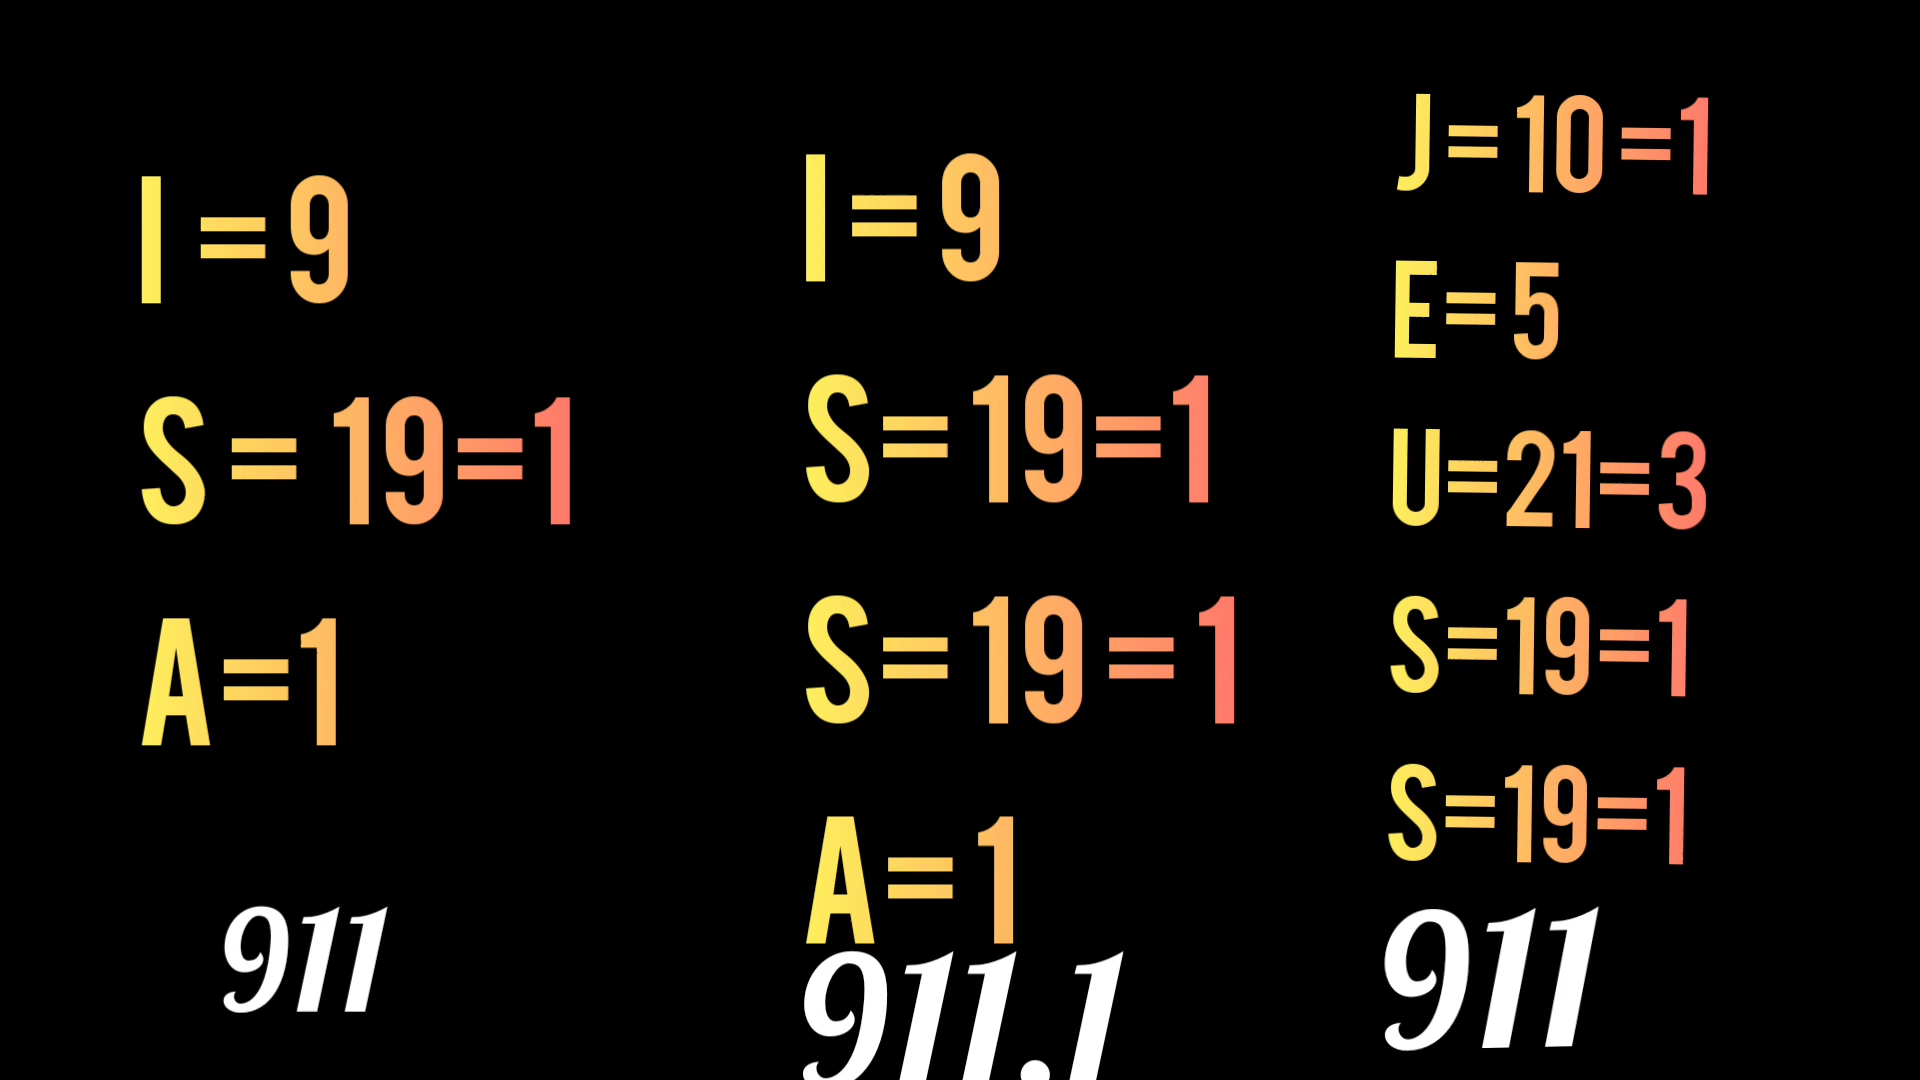 I = 9
S = 19=1
A=1
911
I=9
S=19=1
S=19=1
A=1
911.1
J=10=1
E=5
U=21=3
S=19=1
S=19=1
911